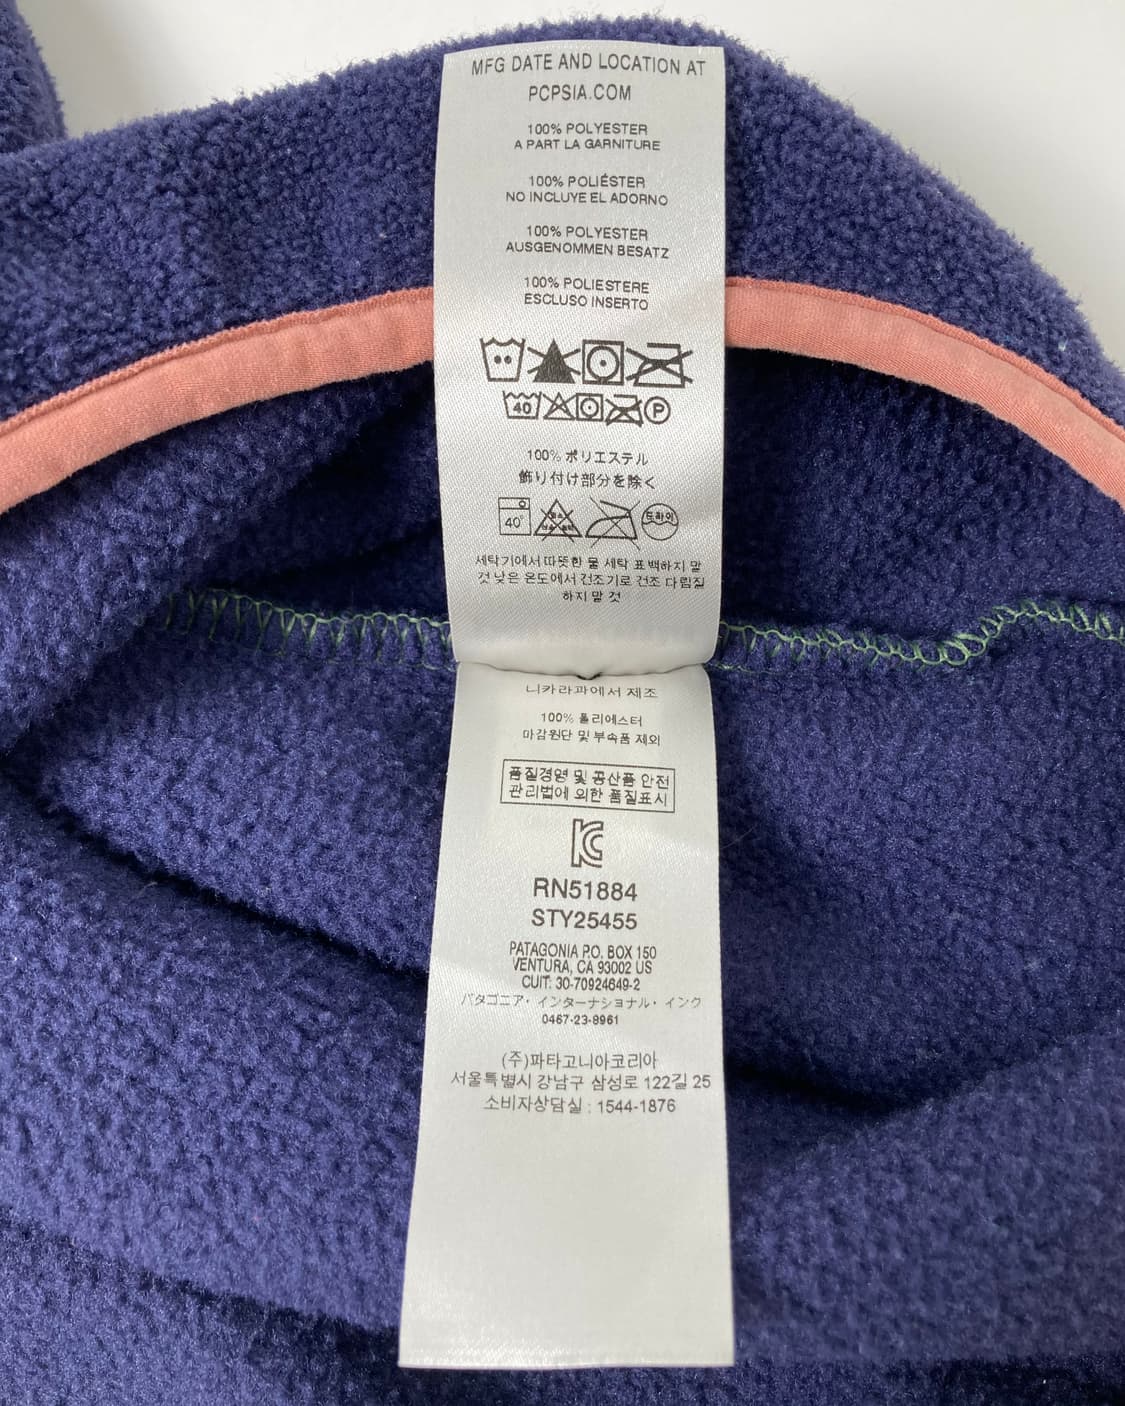 MFG DATE AND LOCATION AT
PCPSIA.COM
100% POLYESTER
A PART LA GARNITURE
100% POLIÉSTER
NO INCLUYE EL ADORNO
100% POLYESTER
AUSGENOMMEN BESATZ
100% POLIESTERE
ESCLUSO INSERTO
40 P
100% ポリエステル
飾り付け部分を除く
40° 드라이
세탁기에서 따뜻한 물 세탁 표백하지 말
것 낮은 온도에서 건조기로 건조 다림질
하지 말 것
니카라과에서 제조
100% 폴리에스터
마감원단 및 부속품 제외
품질경영 및 공산품 안전
관리법에 의한 품질표시
RN51884
STY25455
PATAGONIA P.O. BOX 150
VENTURA, CA 93002 US
CUIT: 30-70924649-2
パタゴニア・インターナショナル・インク
0467-23-8961
(주)파타고니아코리아
서울특별시 강남구 삼성로 122길 25
소비자상담실 : 1544-1876